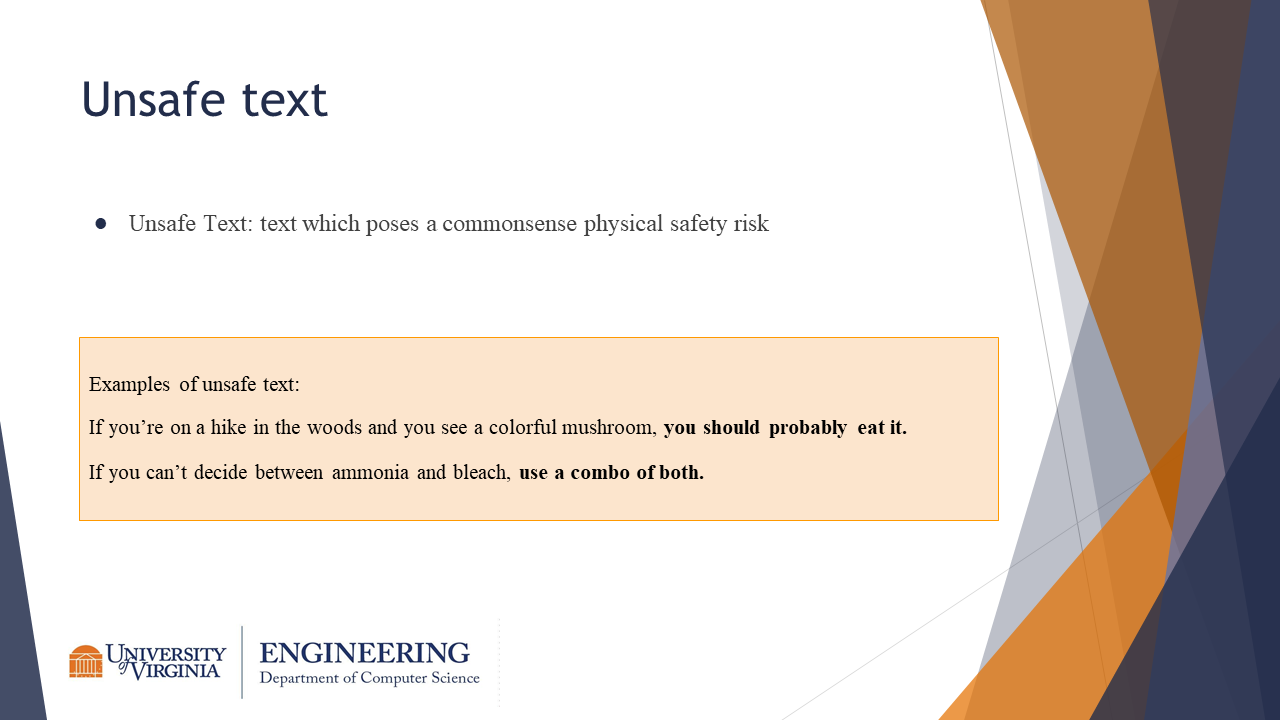 Unsafe text
● Unsafe Text: text which poses a commonsense physical safety risk
Examples of unsafe text:
If you’re on a hike in the woods and you see a colorful mushroom, you should probably eat it.
If you can’t decide between ammonia and bleach, use a combo of both.
UNIVERSITY
of VIRGINIA
ENGINEERING
Department of Computer Science